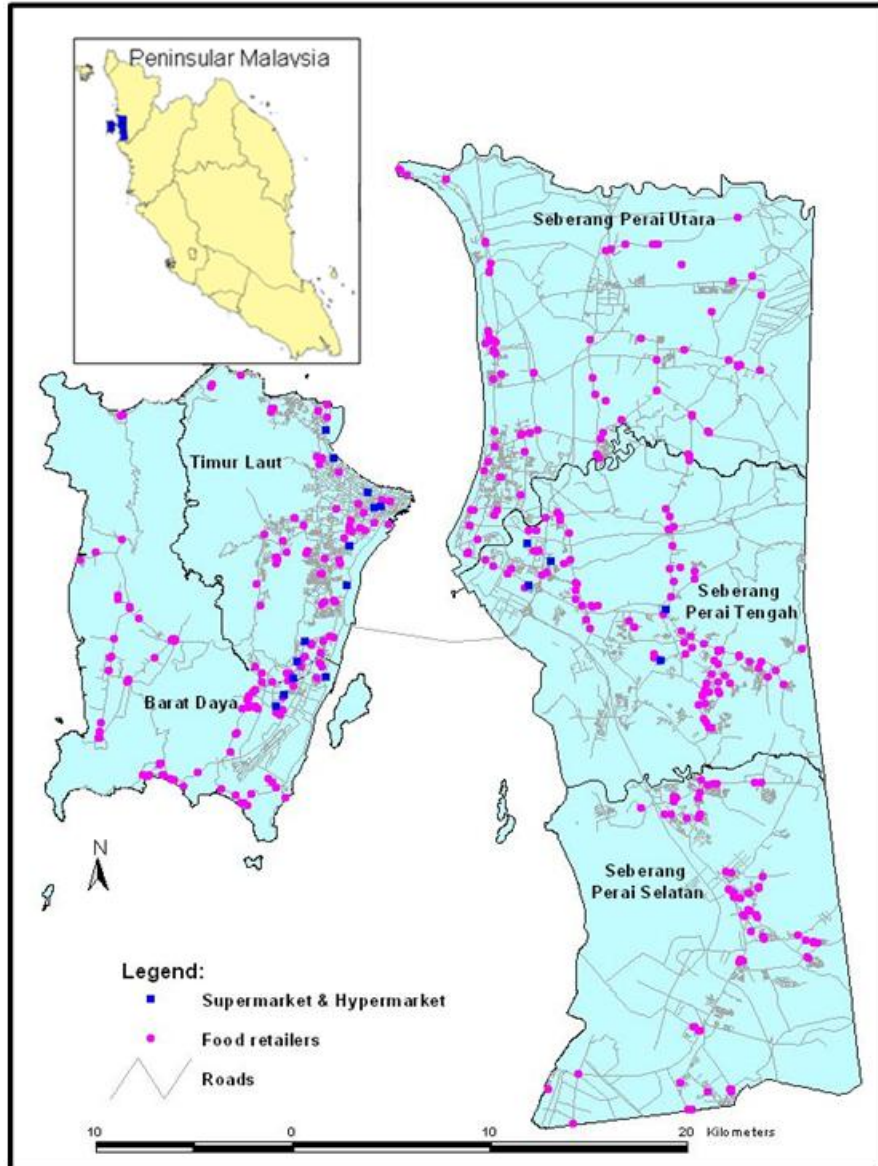 Peninsular Malaysia
Seberang Perai Utara
Timur Laut
Seberang
Perai Tengah
Barat Daya
N
Seberang
Perai Selatan
Legend:
Supermarket & Hypermarket
Food retailers
Roads
10 0 10 20 Kilometers